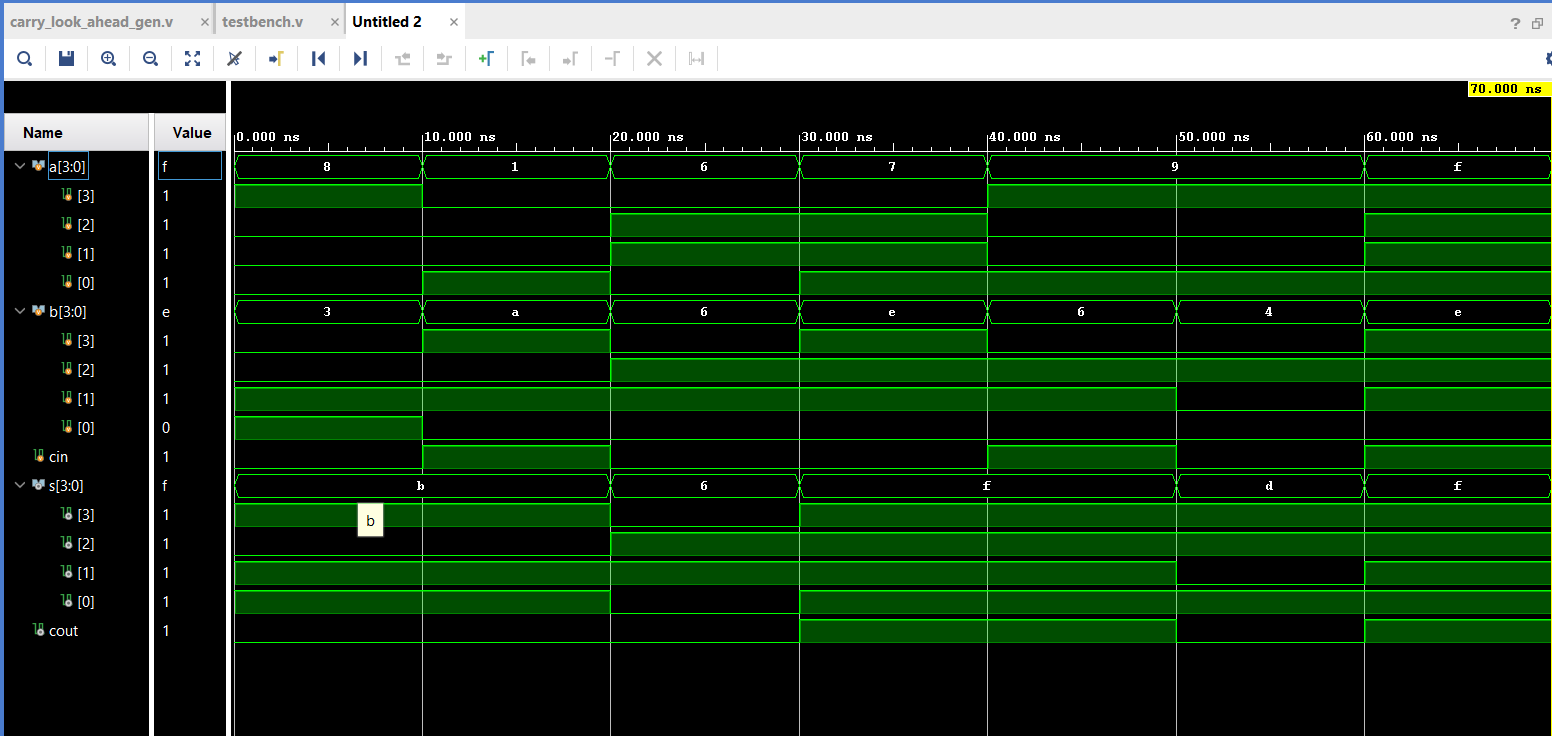 carry_look_ahead_gen.v × testbench.v × Untitled 2 ×
?
70.000 ns
Name Value 0.000 ns 10.000 ns 20.000 ns 30.000 ns 40.000 ns 50.000 ns 60.000 ns
a[3:0] f 8 1 6 7 9 f
[3] 1
[2] 1
[1] 1
[0] 1
b[3:0] e 3 a 6 e 6 4 e
[3] 1
[2] 1
[1] 1
[0] 0
cin 1
s[3:0] f b 6 f d f
[3] 1 b
[2] 1
[1] 1
[0] 1
cout 1